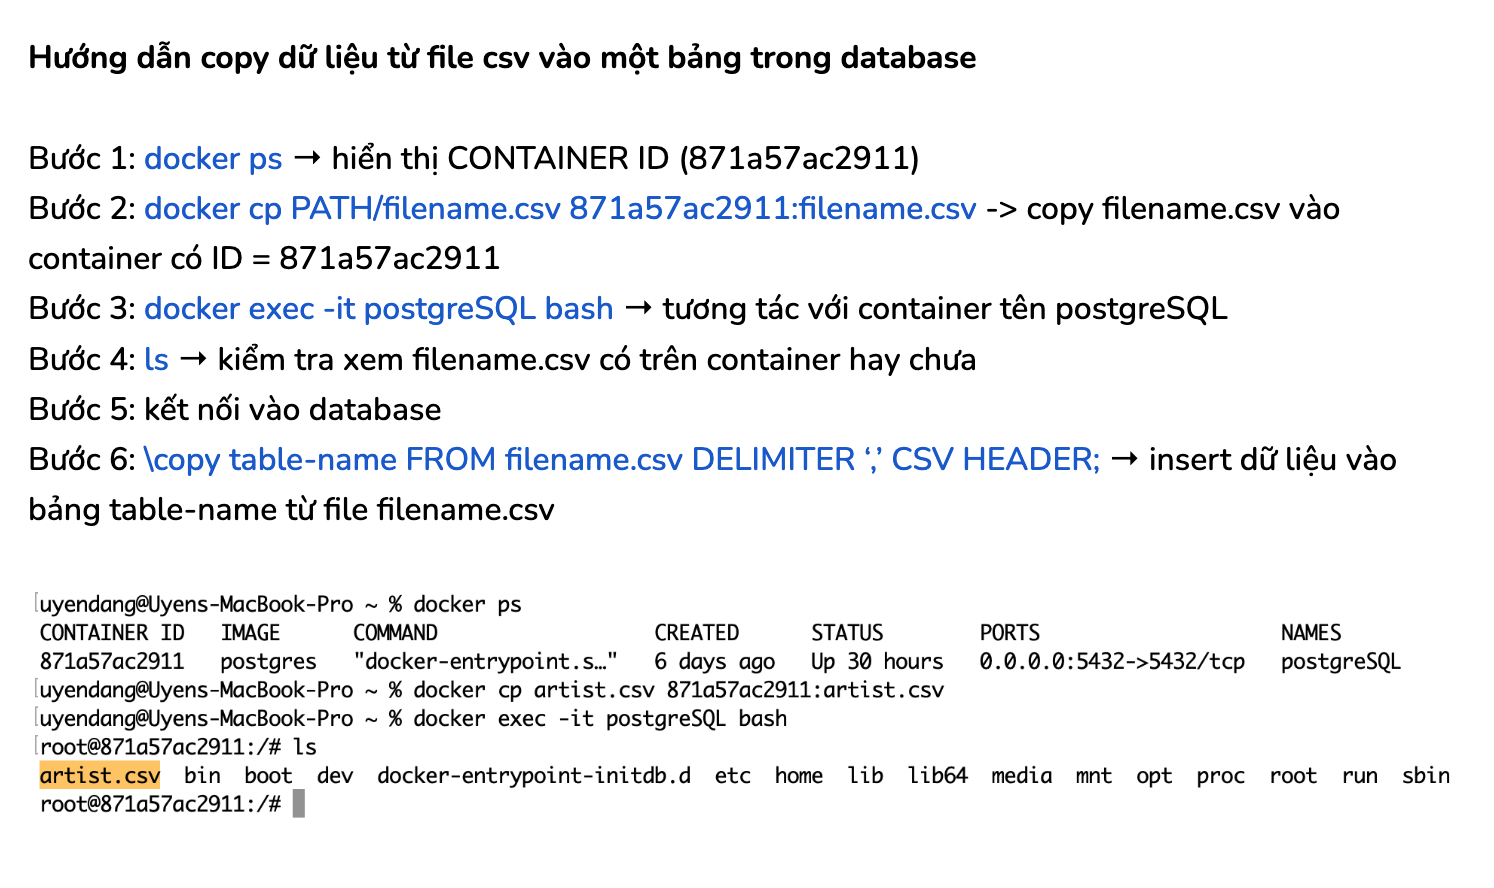 Hướng dẫn copy dữ liệu từ file csv vào một bảng trong database
Bước 1: docker ps → hiển thị CONTAINER ID (871a57ac2911)
Bước 2: docker cp PATH/filename.csv 871a57ac2911:filename.csv -> copy filename.csv vào
container có ID = 871a57ac2911
Bước 3: docker exec -it postgreSQL bash → tương tác với container tên postgreSQL
Bước 4: ls → kiểm tra xem filename.csv có trên container hay chưa
Bước 5: kết nối vào database
Bước 6: \copy table-name FROM filename.csv DELIMITER ‘,’ CSV HEADER; → insert dữ liệu vào
bảng table-name từ file filename.csv
uyendang@Uyens-MacBook-Pro ~ % docker ps
CONTAINER ID IMAGE COMMAND CREATED STATUS PORTS NAMES
871a57ac2911 postgres "docker-entrypoint.s…" 6 days ago Up 30 hours 0.0.0.0:5432->5432/tcp postgreSQL
uyendang@Uyens-MacBook-Pro ~ % docker cp artist.csv 871a57ac2911:artist.csv
uyendang@Uyens-MacBook-Pro ~ % docker exec -it postgreSQL bash
root@871a57ac2911:/# ls
artist.csv bin boot dev docker-entrypoint-initdb.d etc home lib lib64 media mnt opt proc root run sbin
root@871a57ac2911:/#